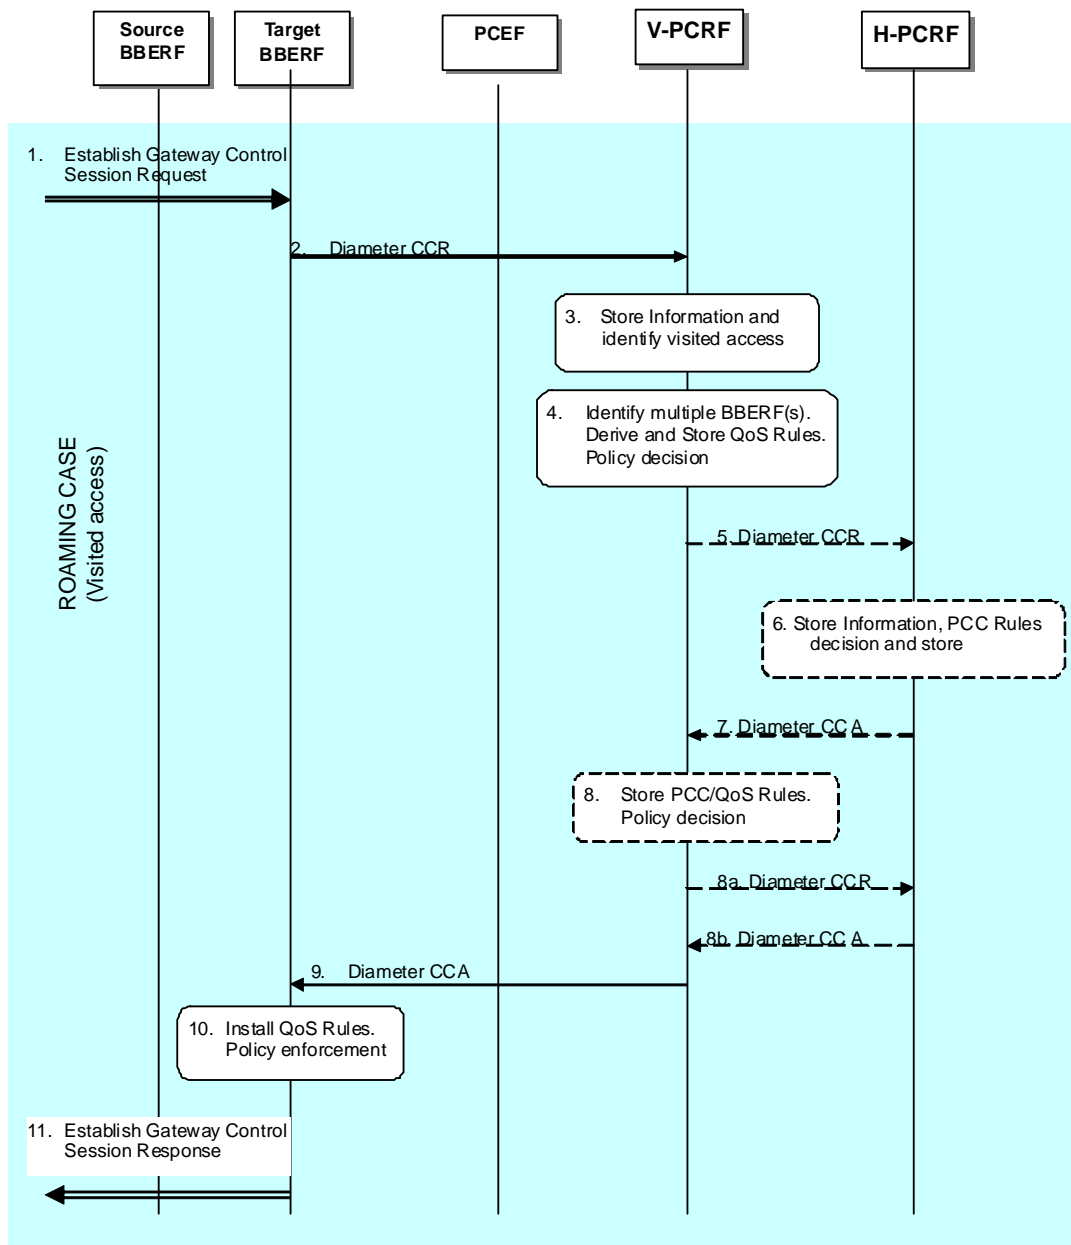 Source
BBERF
Target
BBERF
PCEF
V-PCRF
H-PCRF
1. Establish Gateway Control
Session Request
2. Diameter CCR
3. Store Information and
identify visited access
4. Identify multiple BBERF(s).
Derive and Store QoS Rules.
Policy decision
ROAMING CASE
(Visited access)
5. Diameter CCR
6. Store Information, PCC Rules
decision and store
7. Diameter CCA
8. Store PCC/QoS Rules.
Policy decision
8a. Diameter CCR
8b. Diameter CCA
9. Diameter CCA
10. Install QoS Rules.
Policy enforcement
11. Establish Gateway Control
Session Response